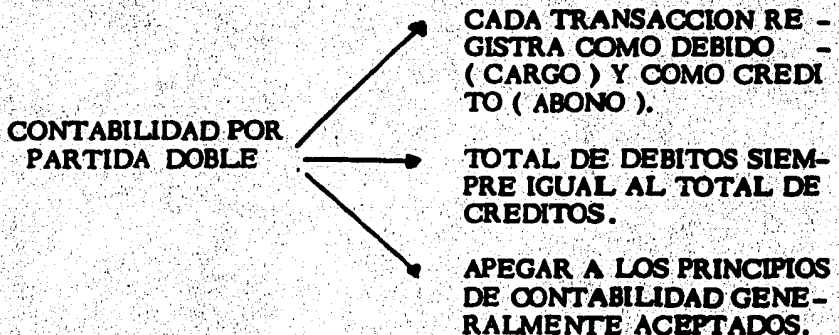 CADA TRANSACCION RE -
GISTRA COMO DEBIDO -
( CARGO ) Y COMO CREDI
TO ( ABONO ).
CONTABILIDAD POR
PARTIDA DOBLE
TOTAL DE DEBITOS SIEM-
PRE IGUAL AL TOTAL DE
CREDITOS.
APEGAR A LOS PRINCIPIOS
DE CONTABILIDAD GENE-
RALMENTE ACEPTADOS.